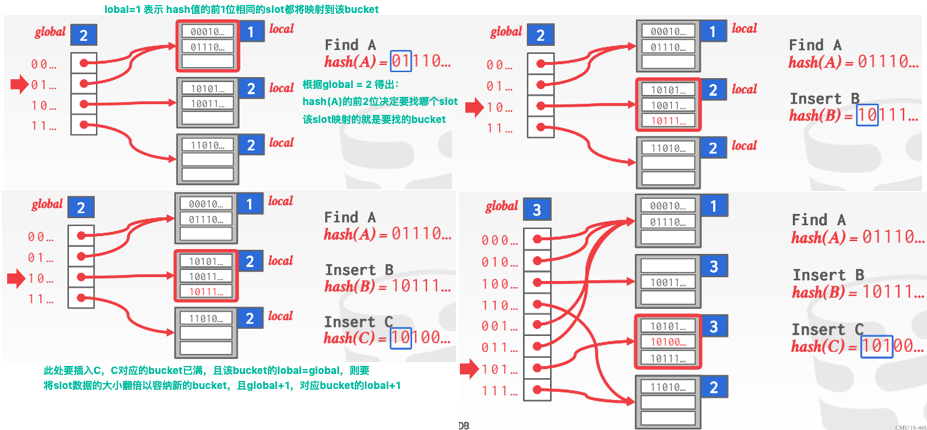 lobal=1 表示 hash值的前1位相同的slot都将映射到该bucket
global 2
00...
01...
10...
11...
00010...
01110...
1 local
10101...
10011...
2 local
11010...
2 local
Find A
hash(A) = 01110...
根据global = 2 得出：
hash(A)的前2位决定要找哪个slot
该slot映射的就是要找的bucket
global 2
00...
01...
10...
11...
00010...
01110...
1 local
10101...
10011...
10111...
2 local
11010...
2 local
Find A
hash(A) = 01110...
Insert B
hash(B) = 10111...
global 2
00...
01...
10...
11...
00010...
01110...
1 local
10101...
10011...
10111...
2 local
11010...
2 local
Find A
hash(A) = 01110...
Insert B
hash(B) = 10111...
Insert C
hash(C) = 10100...
此处要插入C，C对应的bucket已满，且该bucket的lobal=global，则要
将slot数据的大小翻倍以容纳新的bucket，且global+1，对应bucket的lobal+1
global 3
000...
010...
100...
110...
001...
011...
101...
111...
00010...
01110...
1
10011...
3
10101...
10100...
10111...
3
11010...
2
Find A
hash(A) = 01110...
Insert B
hash(B) = 10111...
Insert C
hash(C) = 10100...
DB
CMU 15-445